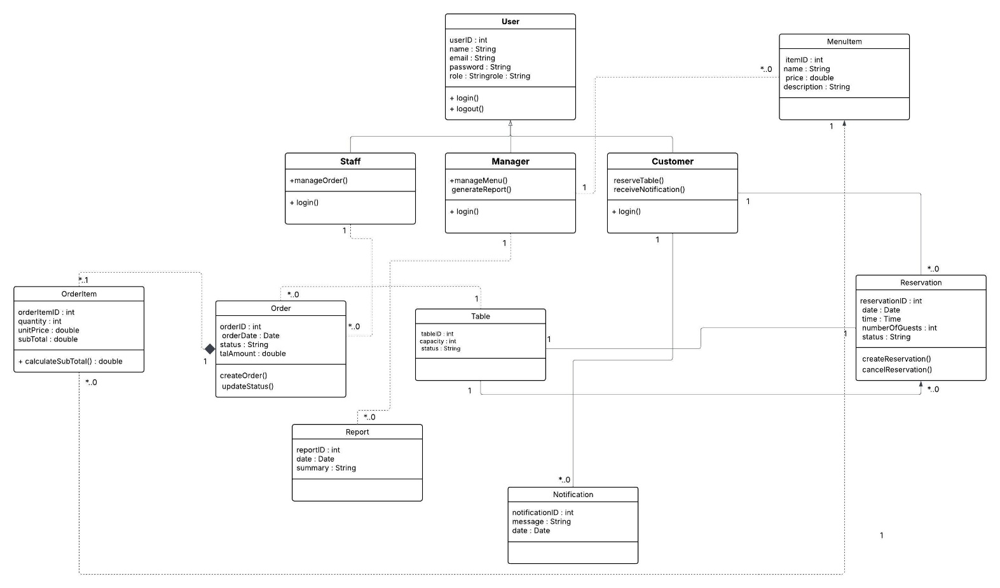 User
userID : int
name : String
email : String
password : String
role : Stringrole : String
+ login()
+ logout()
MenuItem
itemID : int
name : String
price : double
description : String
*..0
1
Staff
+manageOrder()
+ login()
1
Manager
+manageMenu()
generateReport()
+ login()
1
1
Customer
reserveTable()
receiveNotification()
+ login()
1
1
*..1
OrderItem
orderItemID : int
quantity : int
unitPrice : double
subTotal : double
+ calculateSubTotal() : double
*..0
1
*..0
Order
orderID : int
orderDate : Date
status : String
talAmount : double
createOrder()
updateStatus()
*..0
1
Table
tableID : int
capacity : int
status : String
1
1
*..0
Reservation
reservationID : int
date : Date
time : Time
numberOfGuests : int
status : String
createReservation()
cancelReservation()
1
*..0
*..0
Report
reportID : int
date : Date
summary : String
*..0
Notification
notificationID : int
message : String
date : Date
1